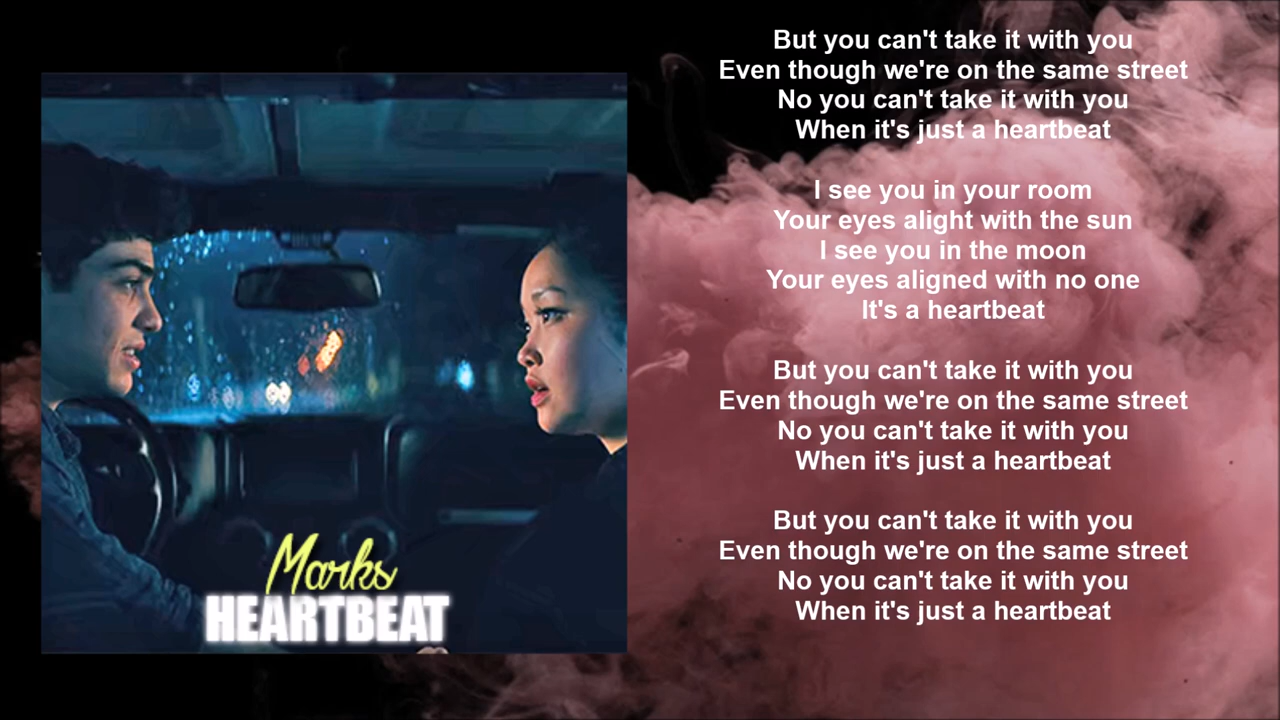 Marks
HEARTBEAT
But you can't take it with you
Even though we're on the same street
No you can't take it with you
When it's just a heartbeat
I see you in your room
Your eyes alight with the sun
I see you in the moon
Your eyes aligned with no one
It's a heartbeat
But you can't take it with you
Even though we're on the same street
No you can't take it with you
When it's just a heartbeat
But you can't take it with you
Even though we're on the same street
No you can't take it with you
When it's just a heartbeat